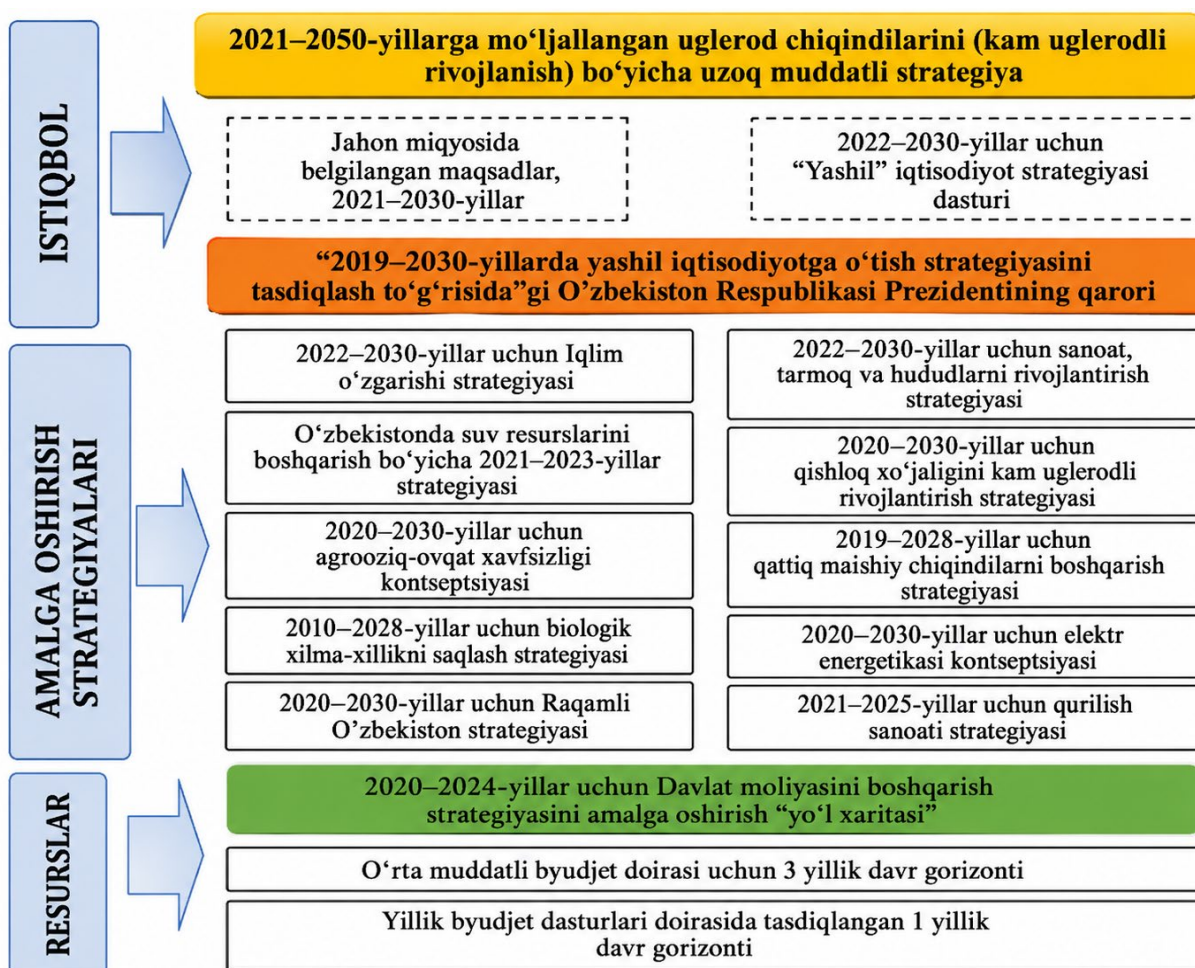 ISTIQBOL
2021–2050-yillarga mo‘ljallangan uglerod chiqindilarini (kam uglerodli
rivojlanish) bo‘yicha uzoq muddatli strategiya
Jahon miqyosida
belgilangan maqsadlar,
2021–2030-yillar
2022–2030-yillar uchun
“Yashil” iqtisodiyot strategiyasi
dasturi
“2019–2030-yillarda yashil iqtisodiyotga o‘tish strategiyasini
tasdiqlash to‘g‘risida”gi O’zbekiston Respublikasi Prezidentining qarori
AMALGA OSHIRISH
STRATEGIYALARI
2022–2030-yillar uchun Iqlim
o‘zgarishi strategiyasi
O‘zbekistonda suv resurslarini
boshqarish bo‘yicha 2021–2023-yillar
strategiyasi
2020–2030-yillar uchun
agrooziq-ovqat xavfsizligi
kontseptsiyasi
2010–2028-yillar uchun biologik
xilma-xillikni saqlash strategiyasi
2020–2030-yillar uchun Raqamli
O’zbekiston strategiyasi
2022–2030-yillar uchun sanoat,
tarmoq va hududlarni rivojlantirish
strategiyasi
2020–2030-yillar uchun
qishloq xo‘jaligini kam uglerodli
rivojlantirish strategiyasi
2019–2028-yillar uchun
qattiq maishiy chiqindilarni boshqarish
strategiyasi
2020–2030-yillar uchun elektr
energetikasi kontseptsiyasi
2021–2025-yillar uchun qurilish
sanoati strategiyasi
RESURSLAR
2020–2024-yillar uchun Davlat moliyasini boshqarish
strategiyasini amalga oshirish “yo‘l xaritasi”
O‘rta muddatli byudjet doirasi uchun 3 yillik davr gorizonti
Yillik byudjet dasturlari doirasida tasdiqlangan 1 yillik
davr gorizonti